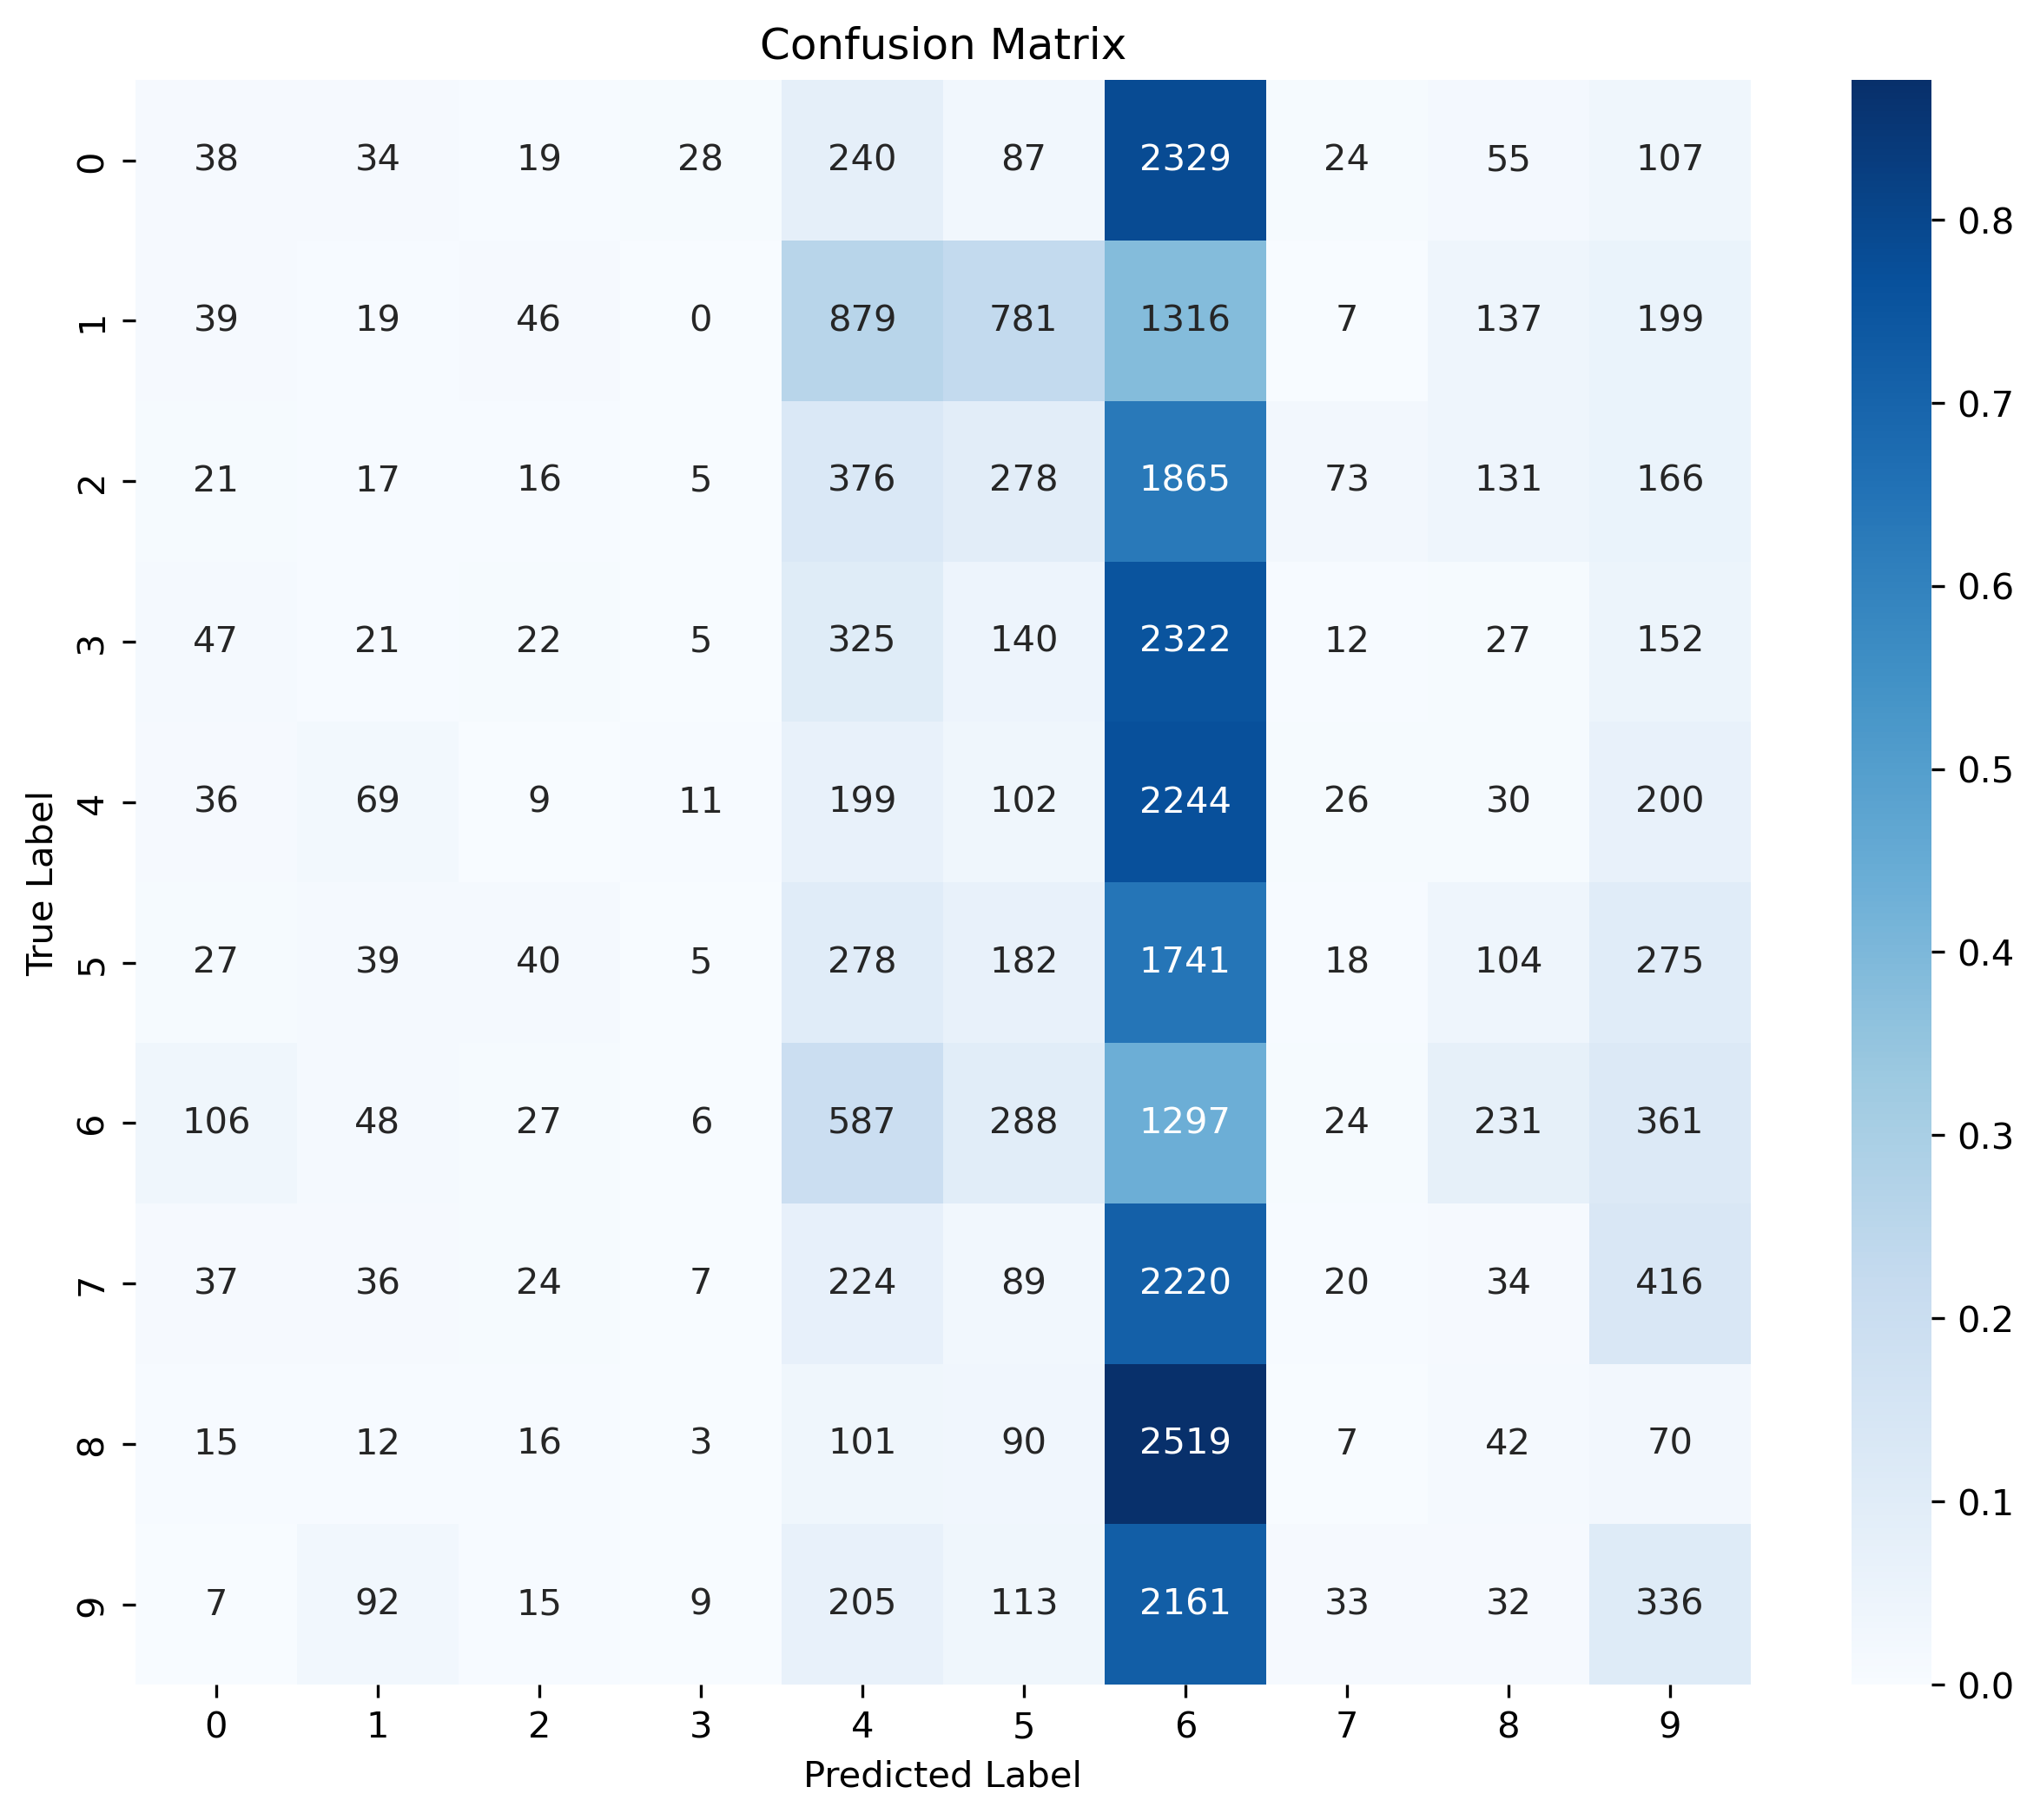 Confusion Matrix
0 38 34 19 28 240 87 2329 24 55 107
1 39 19 46 0 879 781 1316 7 137 199
2 21 17 16 5 376 278 1865 73 131 166
3 47 21 22 5 325 140 2322 12 27 152
4 36 69 9 11 199 102 2244 26 30 200
5 27 39 40 5 278 182 1741 18 104 275
6 106 48 27 6 587 288 1297 24 231 361
7 37 36 24 7 224 89 2220 20 34 416
8 15 12 16 3 101 90 2519 7 42 70
9 7 92 15 9 205 113 2161 33 32 336
0 1 2 3 4 5 6 7 8 9
Predicted Label
True Label
0.8
0.7
0.6
0.5
0.4
0.3
0.2
0.1
0.0